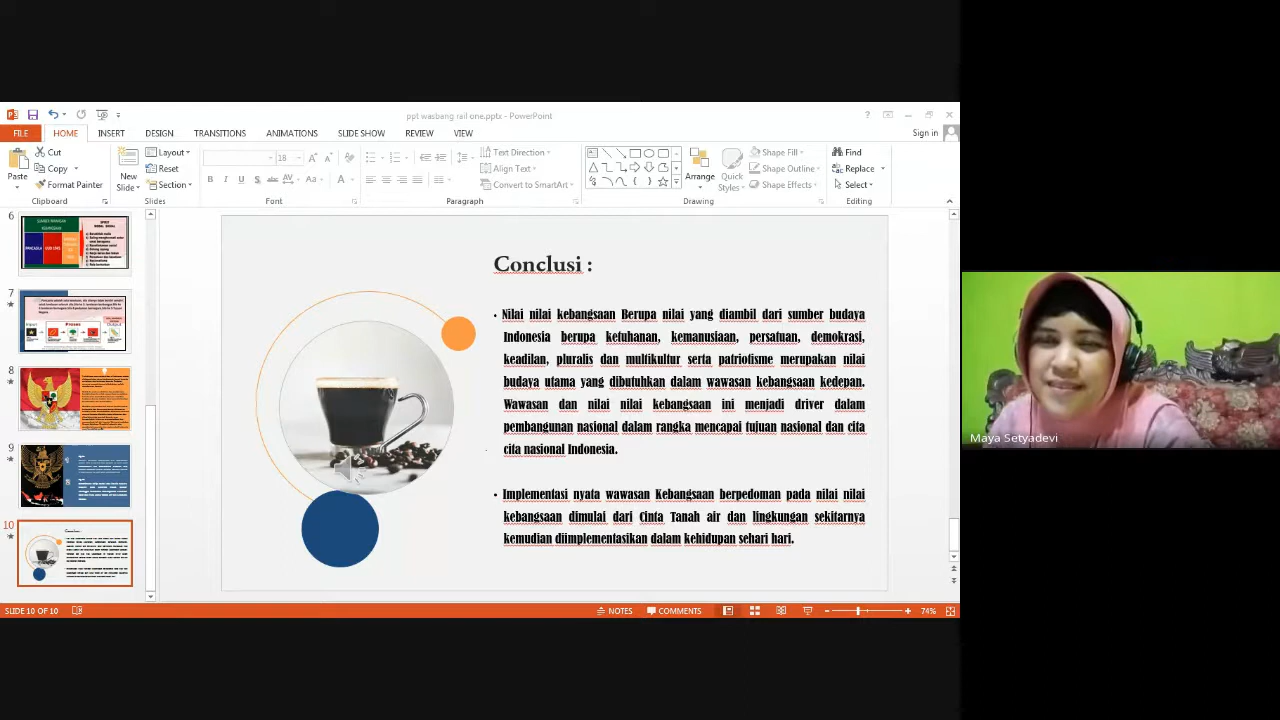 ppt wasbang rail one.pptx - PowerPoint
FILE HOME INSERT DESIGN TRANSITIONS ANIMATIONS SLIDE SHOW REVIEW VIEW Sign in
Paste
Cut
Copy
Format Painter
Clipboard
New Slide
Layout
Reset
Section
Slides
18
Font
Text Direction
Align Text
Convert to SmartArt
Paragraph
Arrange
Quick Styles
Shape Fill
Shape Outline
Shape Effects
Drawing
Find
Replace
Select
Editing
6
7
8
9
10
Conclusi :
• Nilai nilai kebangsaan Berupa nilai yang diambil dari sumber budaya
Indonesia berupa ketuhanan, kemanusiaan, persatuan, demokrasi,
keadilan, pluralis dan multikultur serta patriotisme merupakan nilai
budaya utama yang dibutuhkan dalam wawasan kebangsaan kedepan.
Wawasan dan nilai nilai kebangsaan ini menjadi driver dalam
pembangunan nasional dalam rangka mencapai tujuan nasional dan cita
cita nasional Indonesia.
• Implementasi nyata wawasan Kebangsaan berpedoman pada nilai nilai
kebangsaan dimulai dari Cinta Tanah air dan lingkungan sekitarnya
kemudian diimplementasikan dalam kehidupan sehari hari.
Maya Setyadevi
SLIDE 10 OF 10
NOTES
COMMENTS
74%